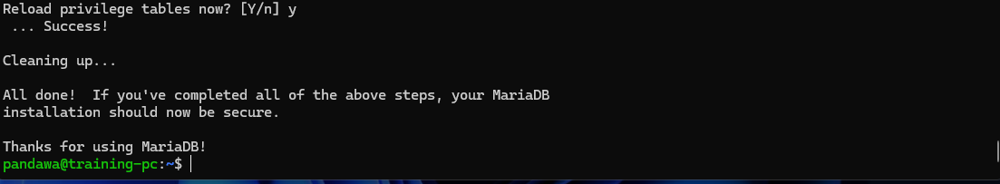 Reload privilege tables now? [Y/n] y
 ... Success!
Cleaning up...
All done!  If you've completed all of the above steps, your MariaDB
installation should now be secure.
Thanks for using MariaDB!
pandawa@training-pc:~$